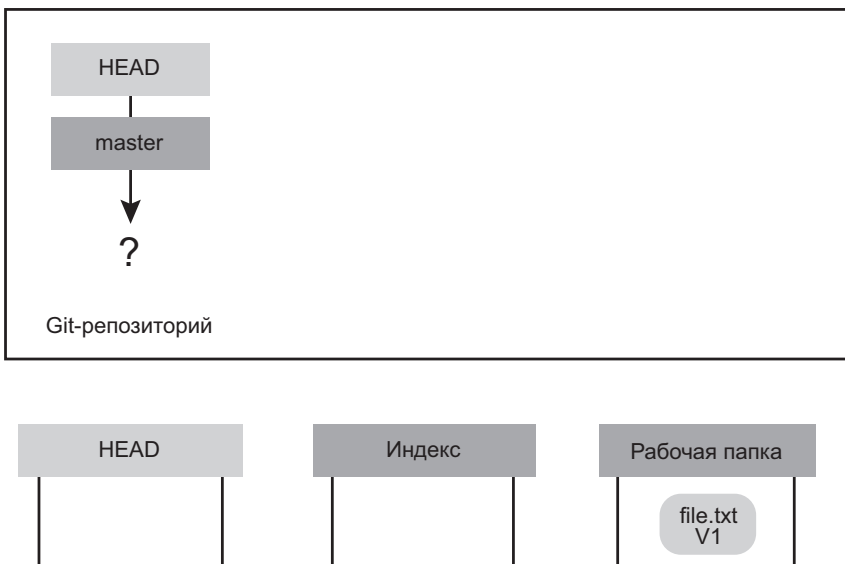 HEAD
master
?
Git-репозиторий
HEAD
Индекс
Рабочая папка
file.txt
V1